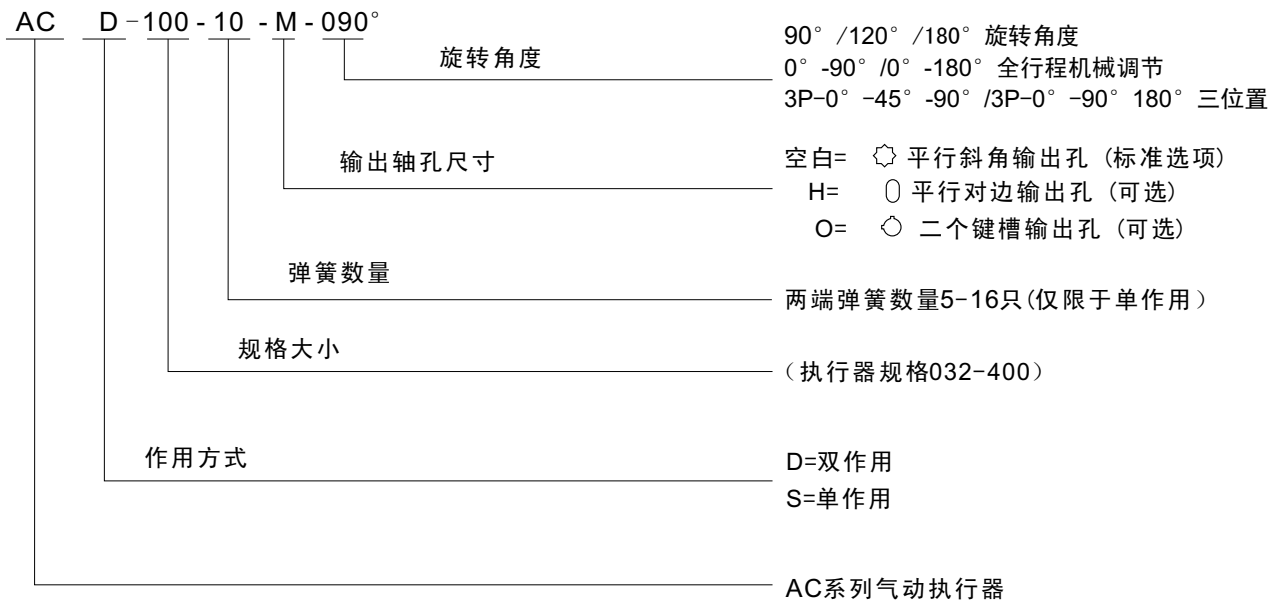 AC D-100-10-M-090°
旋转角度
90° /120° /180° 旋转角度
0° -90° /0° -180° 全行程机械调节
3P-0° -45° -90° /3P-0° -90° 180° 三位置
输出轴孔尺寸
空白= 平行斜角输出孔 (标准选项)
H= 平行对边输出孔 (可选)
O= 二个键槽输出孔 (可选)
弹簧数量
两端弹簧数量5-16只(仅限于单作用)
规格大小
(执行器规格032-400)
作用方式
D=双作用
S=单作用
AC系列气动执行器